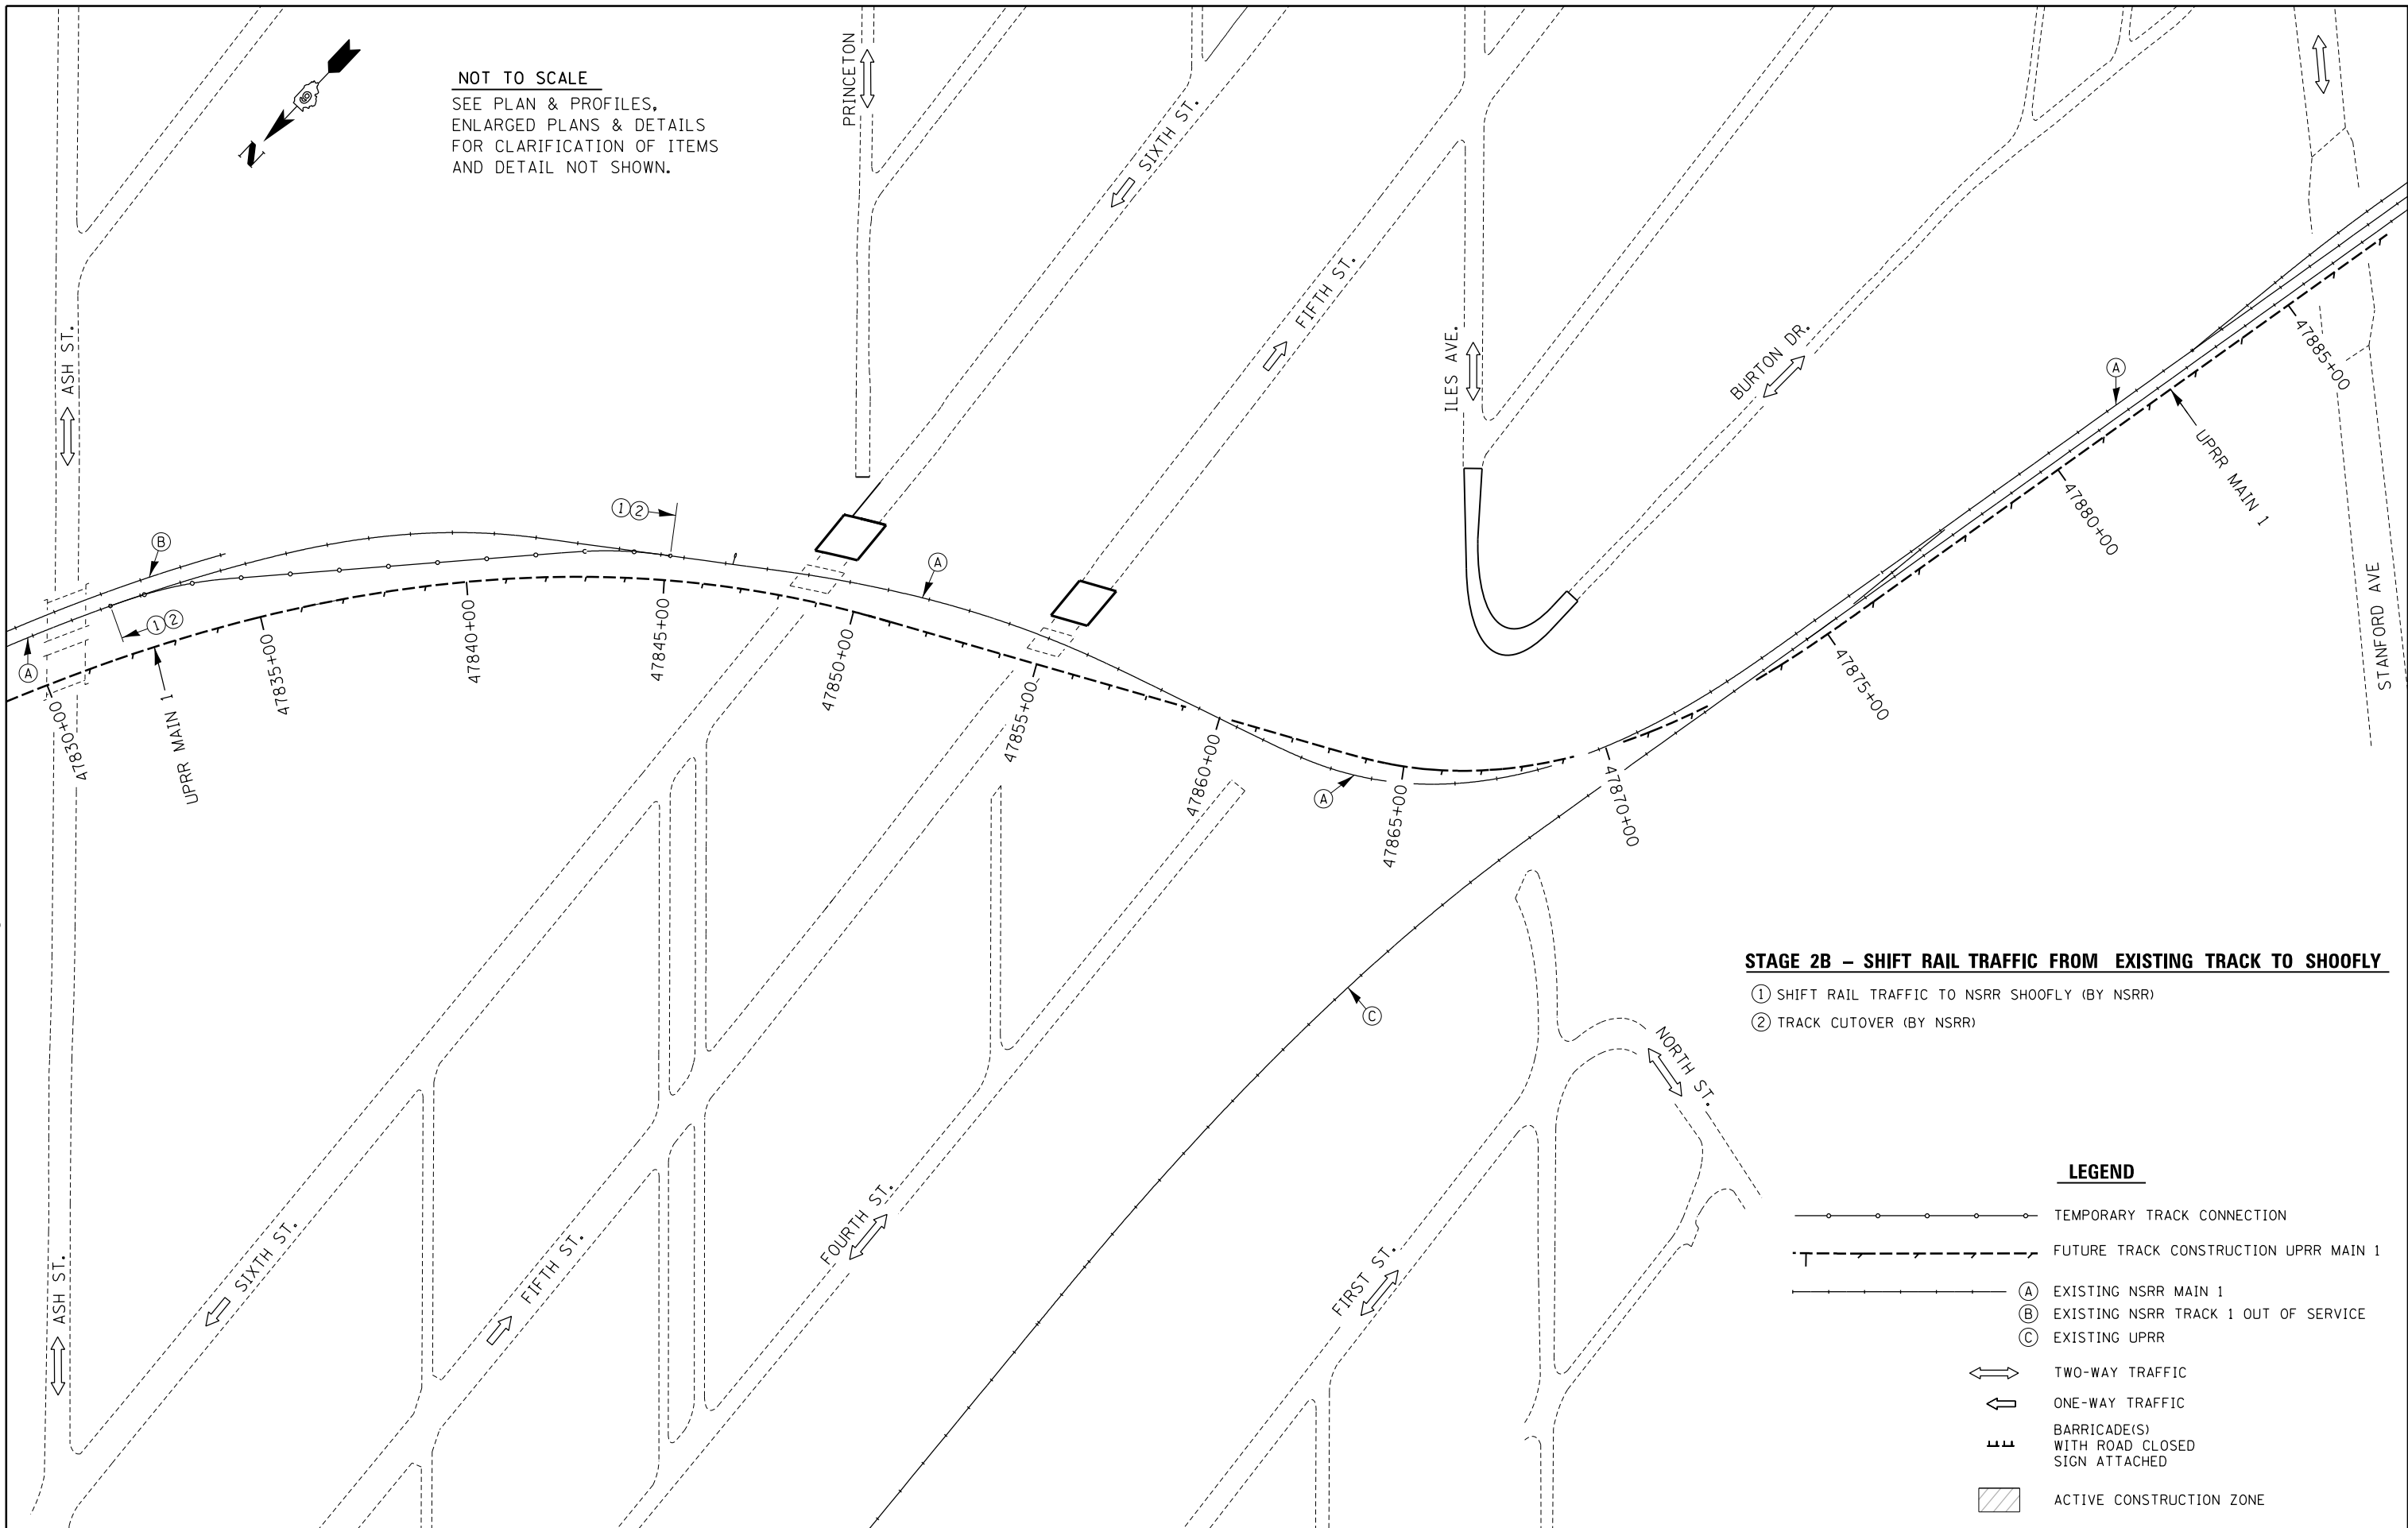 N
NOT TO SCALE
SEE PLAN & PROFILES,
ENLARGED PLANS & DETAILS
FOR CLARIFICATION OF ITEMS
AND DETAIL NOT SHOWN.
PRINCETON
SIXTH ST.
FIFTH ST.
ASH ST.
ILES AVE.
BURTON DR.
STANFORD AVE
UPRR MAIN 1
A
B
1 2
1 2
A
A
A
A
C
47830+00
UPRR MAIN 1
47835+00
47840+00
47845+00
47850+00
47855+00
47860+00
47865+00
47870+00
47875+00
47880+00
47885+00
NORTH ST.
FIRST ST.
FOURTH ST.
FIFTH ST.
SIXTH ST.
ASH ST.
STAGE 2B – SHIFT RAIL TRAFFIC FROM EXISTING TRACK TO SHOOFLY
1 SHIFT RAIL TRAFFIC TO NSRR SHOOFLY (BY NSRR)
2 TRACK CUTOVER (BY NSRR)
LEGEND
TEMPORARY TRACK CONNECTION
FUTURE TRACK CONSTRUCTION UPRR MAIN 1
A EXISTING NSRR MAIN 1
B EXISTING NSRR TRACK 1 OUT OF SERVICE
C EXISTING UPRR
TWO-WAY TRAFFIC
ONE-WAY TRAFFIC
BARRICADE(S)
WITH ROAD CLOSED
SIGN ATTACHED
ACTIVE CONSTRUCTION ZONE